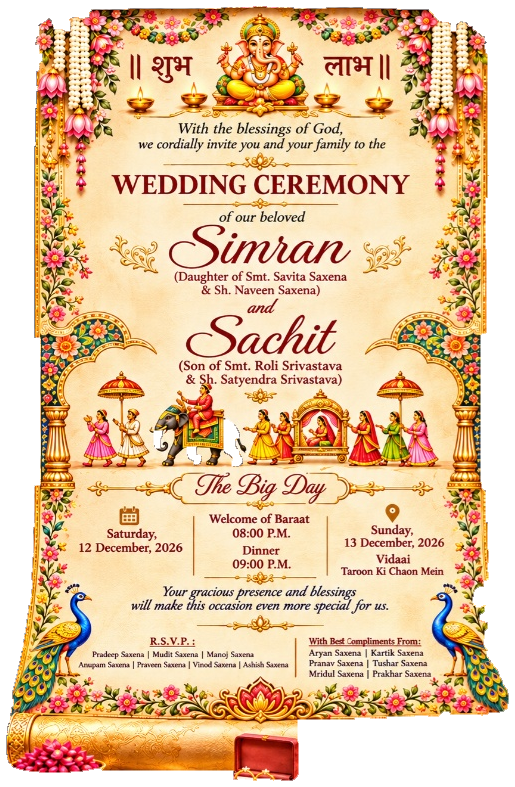 || शुभ लाभ ||
With the blessings of God,
we cordially invite you and your family to the
WEDDING CEREMONY
of our beloved
Simran
(Daughter of Smt. Savita Saxena
& Sh. Naveen Saxena)
and
Sachit
(Son of Smt. Roli Srivastava
& Sh. Satyendra Srivastava)
The Big Day
Saturday,
12 December, 2026
Welcome of Baraat
08:00 P.M.
Dinner
09:00 P.M.
Sunday,
13 December, 2026
Vidaai
Taroon Ki Chaon Mein
Your gracious presence and blessings
will make this occasion even more special for us.
R.S.V.P. :
Pradeep Saxena | Mudit Saxena | Manoj Saxena
Anupam Saxena | Praveen Saxena | Vinod Saxena | Ashish Saxena
With Best Compliments From:
Aryan Saxena | Kartik Saxena
Pranav Saxena | Tushar Saxena
Mridul Saxena | Prakhar Saxena